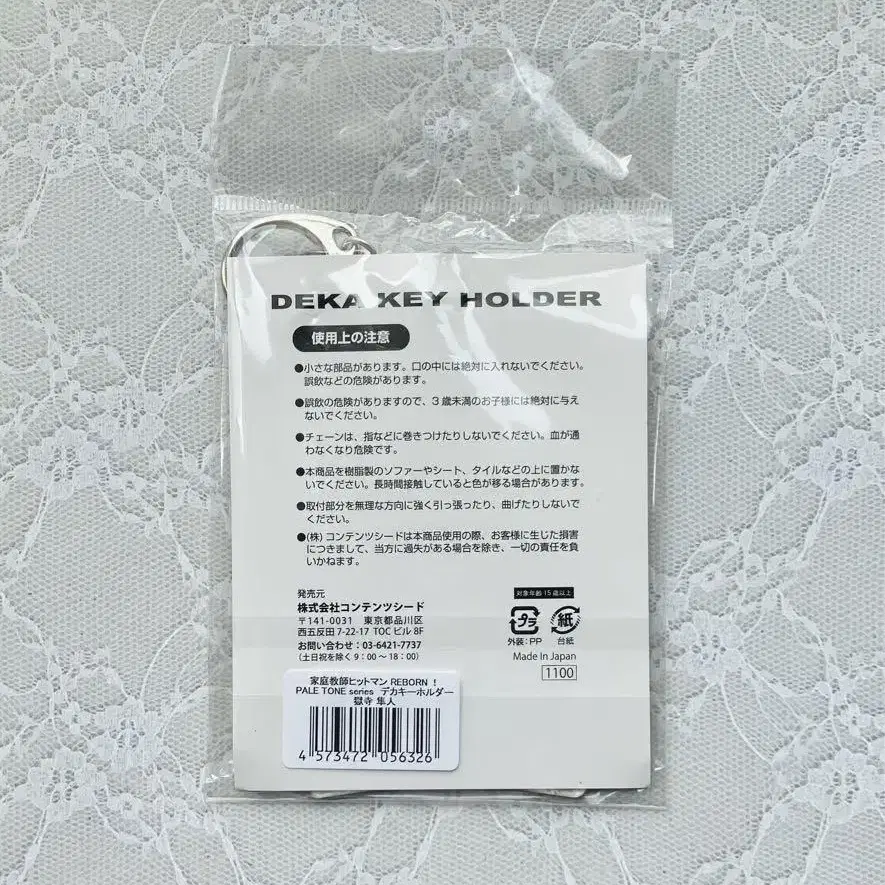 DEKA KEY HOLDER
使用上の注意
●小さな部品があります。口の中には絶対に入れないでください。
誤飲などの危険があります。
●誤飲の危険がありますので、3歳未満のお子様には絶対に与え
ないでください。
●チェーンは、指などに巻きつけたりしないでください。血が通
わなくなり危険です。
●本商品を樹脂製のソファーやシート、タイルなどの上に置かな
いでください。長時間接触していると色が移る場合があります。
●取付部分を無理な方向に強く引っ張ったり、曲げたりしないで
ください。
●(株)コンテンツシードは本商品使用の際、お客様に生じた損害
につきまして、当方に過失がある場合を除き、一切の責任を負
いかねます。
発売元
株式会社コンテンツシード
〒141-0031 東京都品川区
西五反田7-22-17 TOCビル8F
お問い合わせ：03-6421-7737
(土日祝を除く9：00～18：00)
対象年齢15歳以上
プラ 紙
外装：PP 台紙
Made In Japan
1100
家庭教師ヒットマンREBORN！
PALE TONE series デカキーホルダー
獄寺 隼人
4 573472 056326